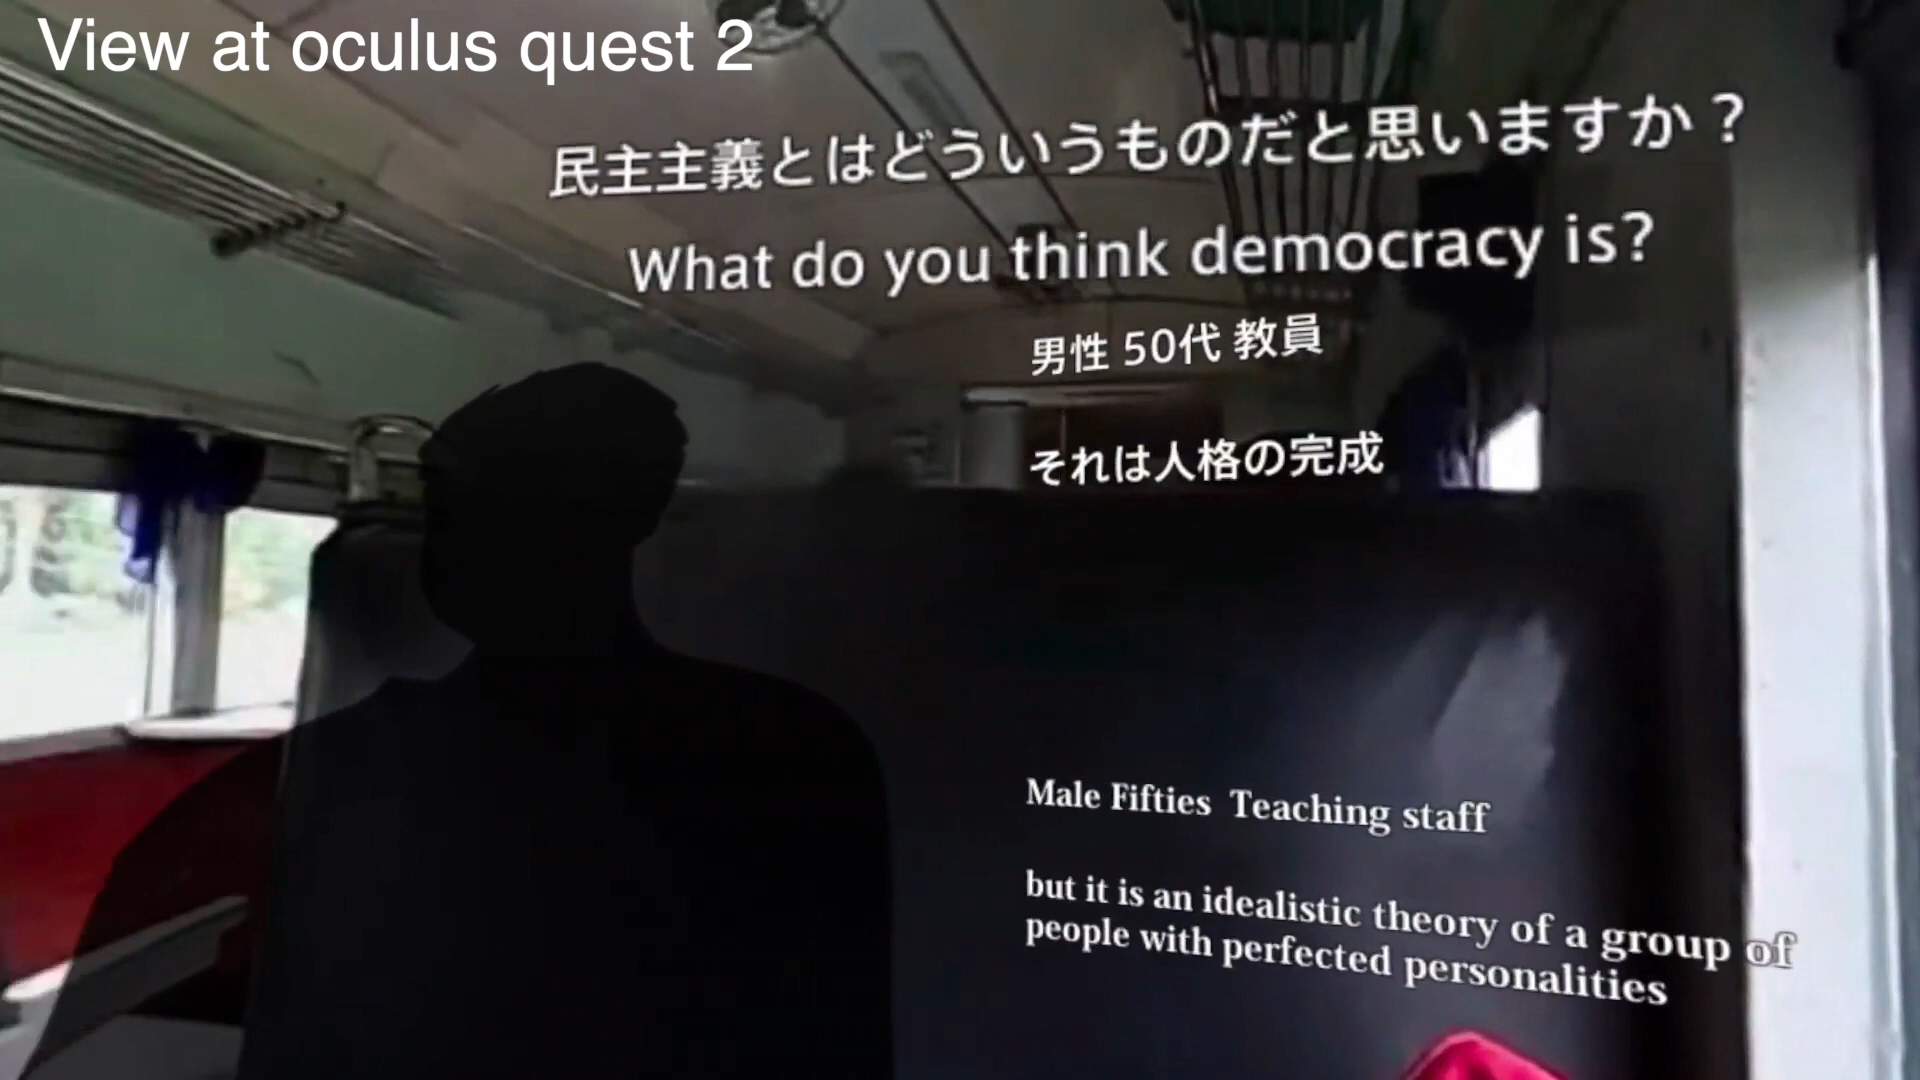 View at oculus quest 2
民主主義とはどういうものだと思いますか？
What do you think democracy is?
男性 50代 教員
それは人格の完成
Male Fifties Teaching staff
but it is an idealistic theory of a group of
people with perfected personalities